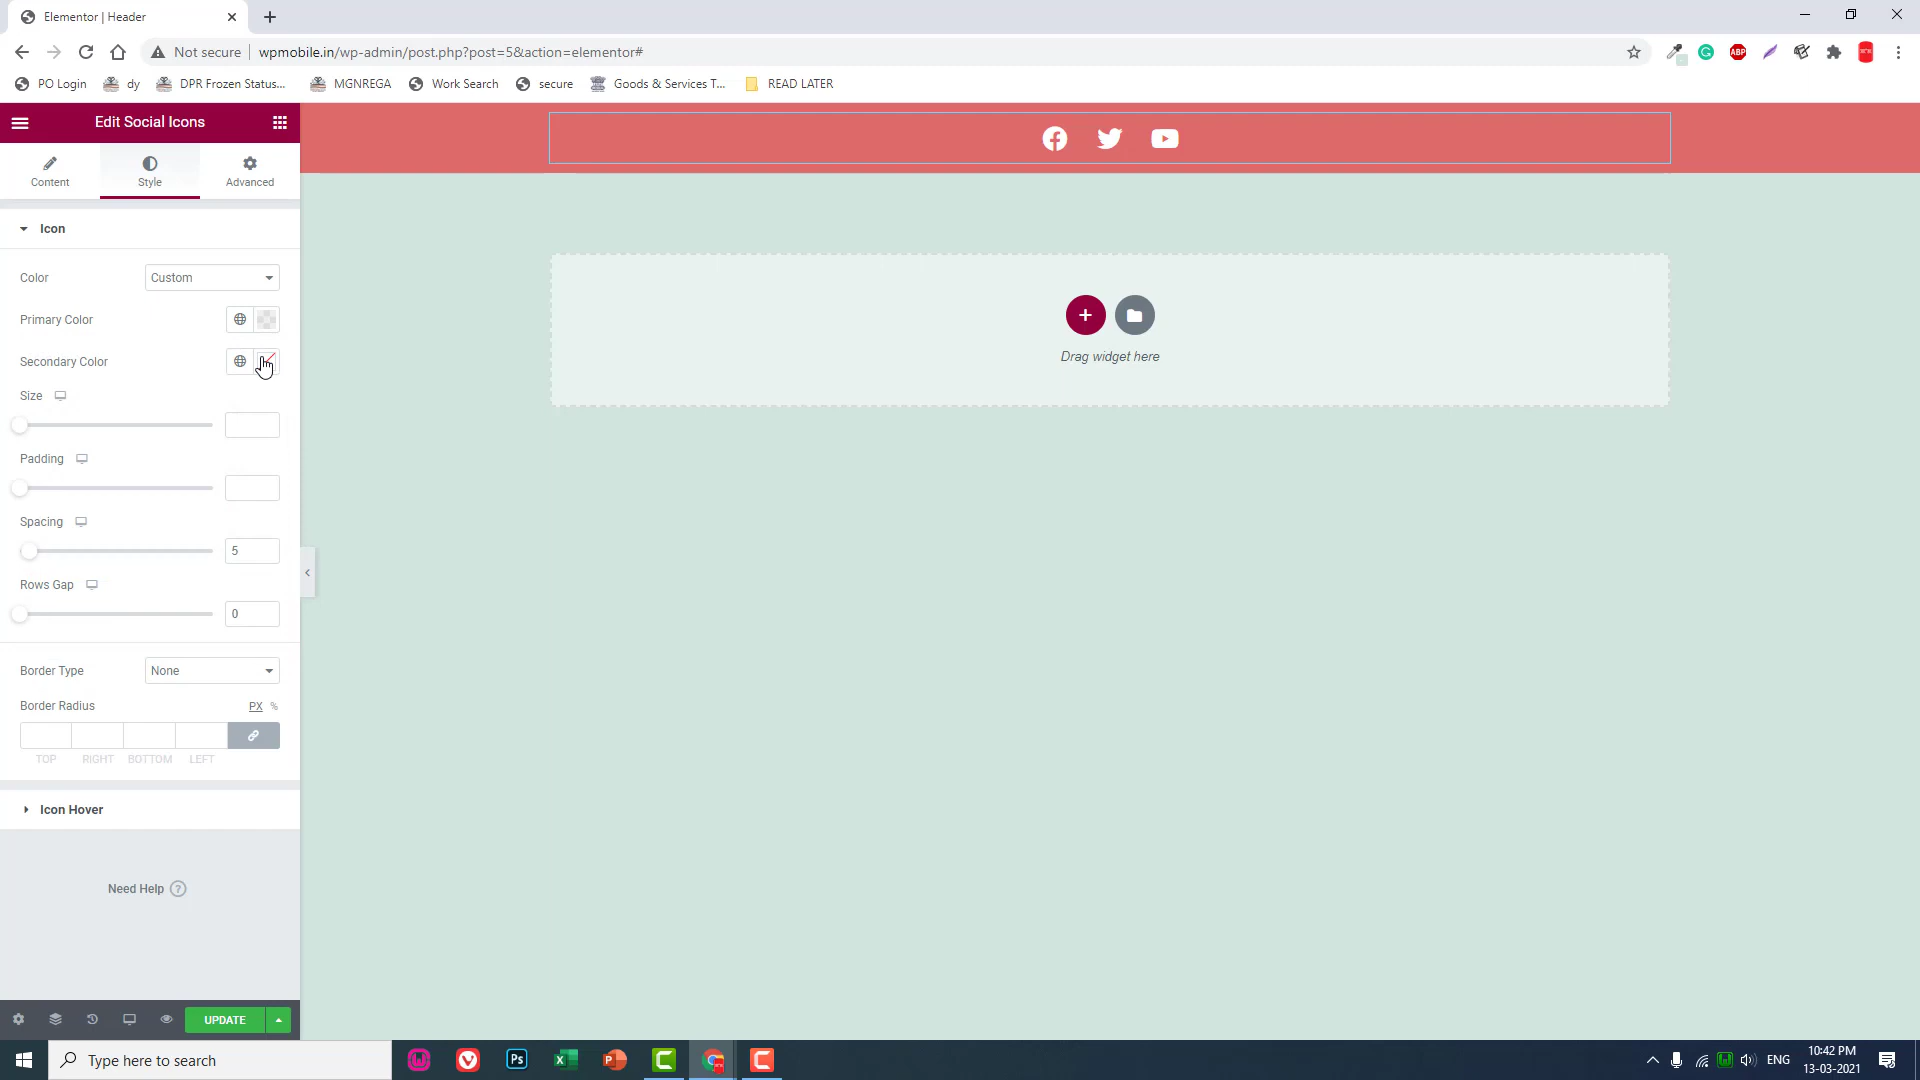 Elementor | Header
Not secure
wpmobile.in/wp-admin/post.php?post=5&action=elementor#
PO Login
dy
DPR Frozen Status...
MGNREGA
Work Search
secure
Goods & Services T...
READ LATER
Edit Social Icons
Content
Style
Advanced
Icon
Color
Custom
Primary Color
Secondary Color
Size
Padding
Spacing
5
Rows Gap
0
Border Type
None
Border Radius
PX %
TOP RIGHT BOTTOM LEFT
Icon Hover
Need Help ?
UPDATE
Drag widget here
Type here to search
ABP
Ps
ENG
10:42 PM
13-03-2021